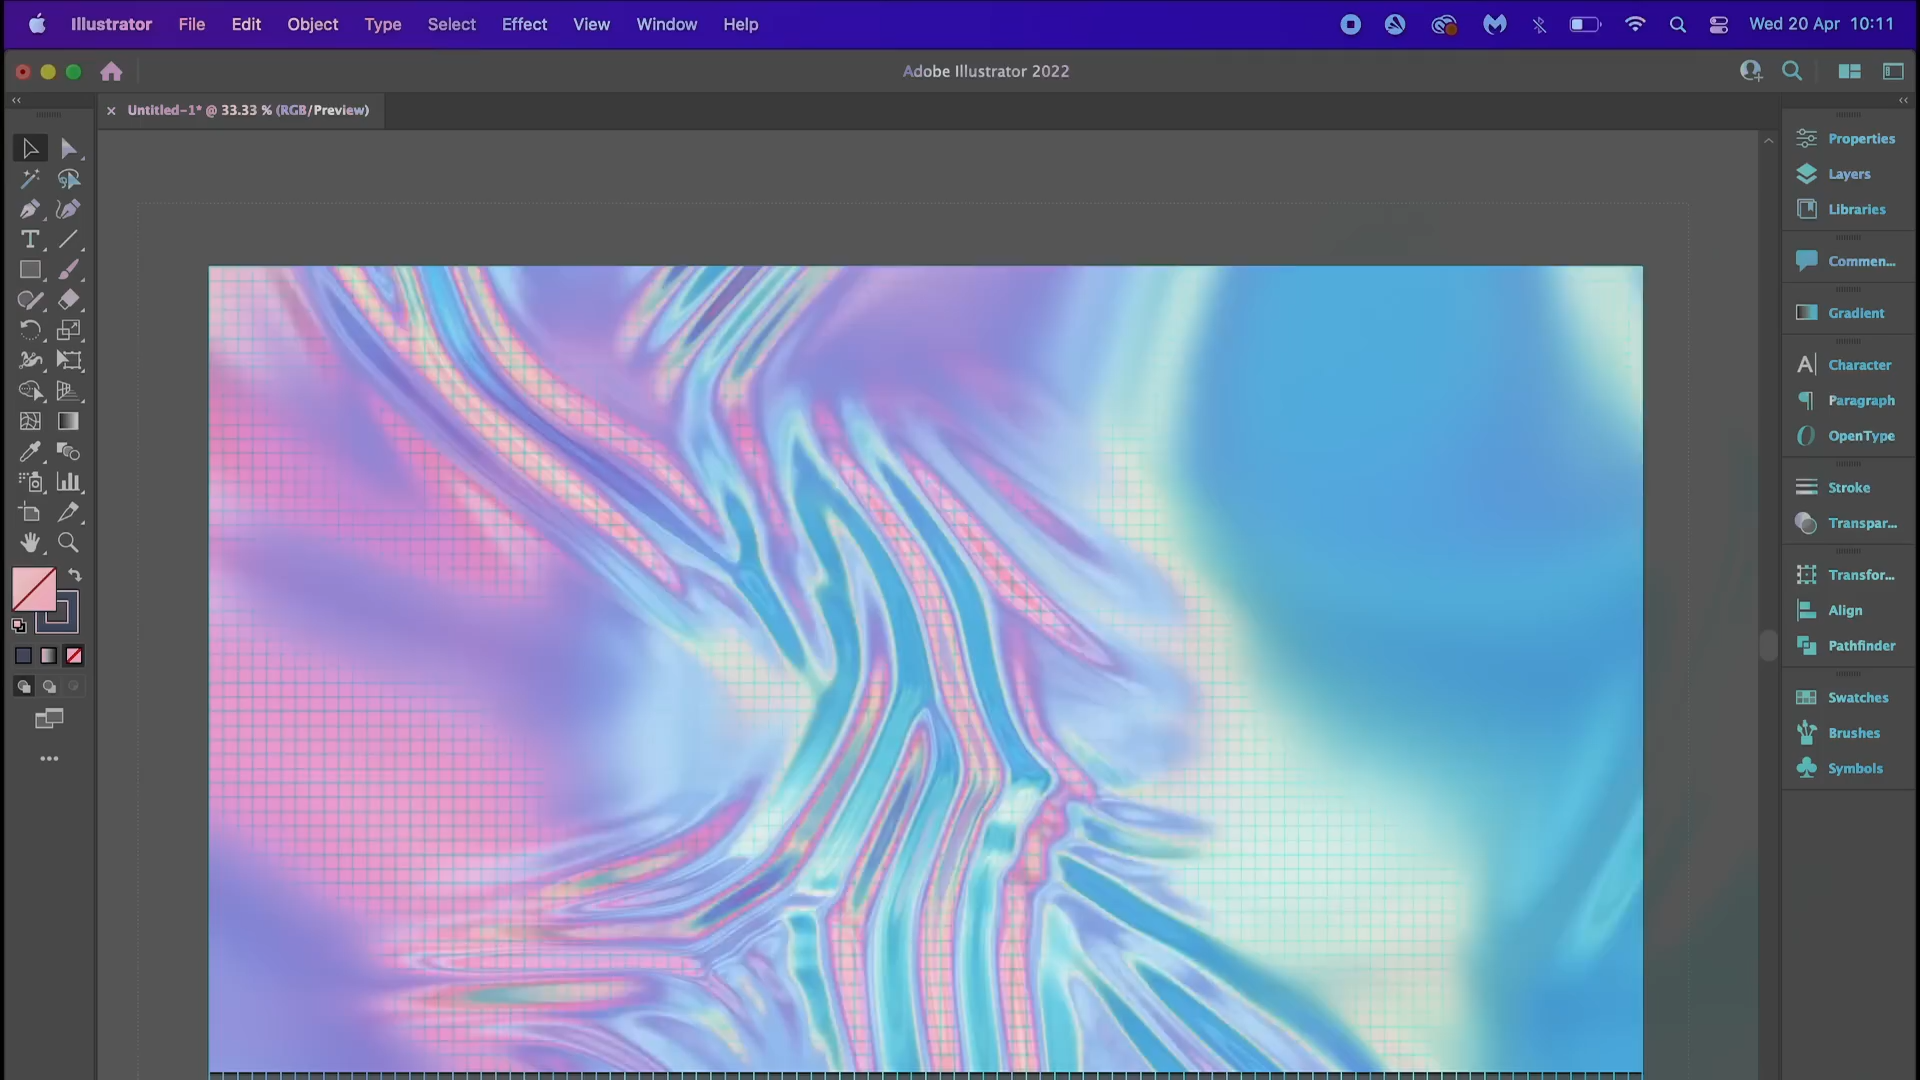 Illustrator File Edit Object Type Select Effect View Window Help Wed 20 Apr 10:11
Adobe Illustrator 2022
Untitled-1* @ 33.33 % (RGB/Preview)
Properties
Layers
Libraries
Commen...
Gradient
Character
Paragraph
OpenType
Stroke
Transpar...
Transfor...
Align
Pathfinder
Swatches
Brushes
Symbols